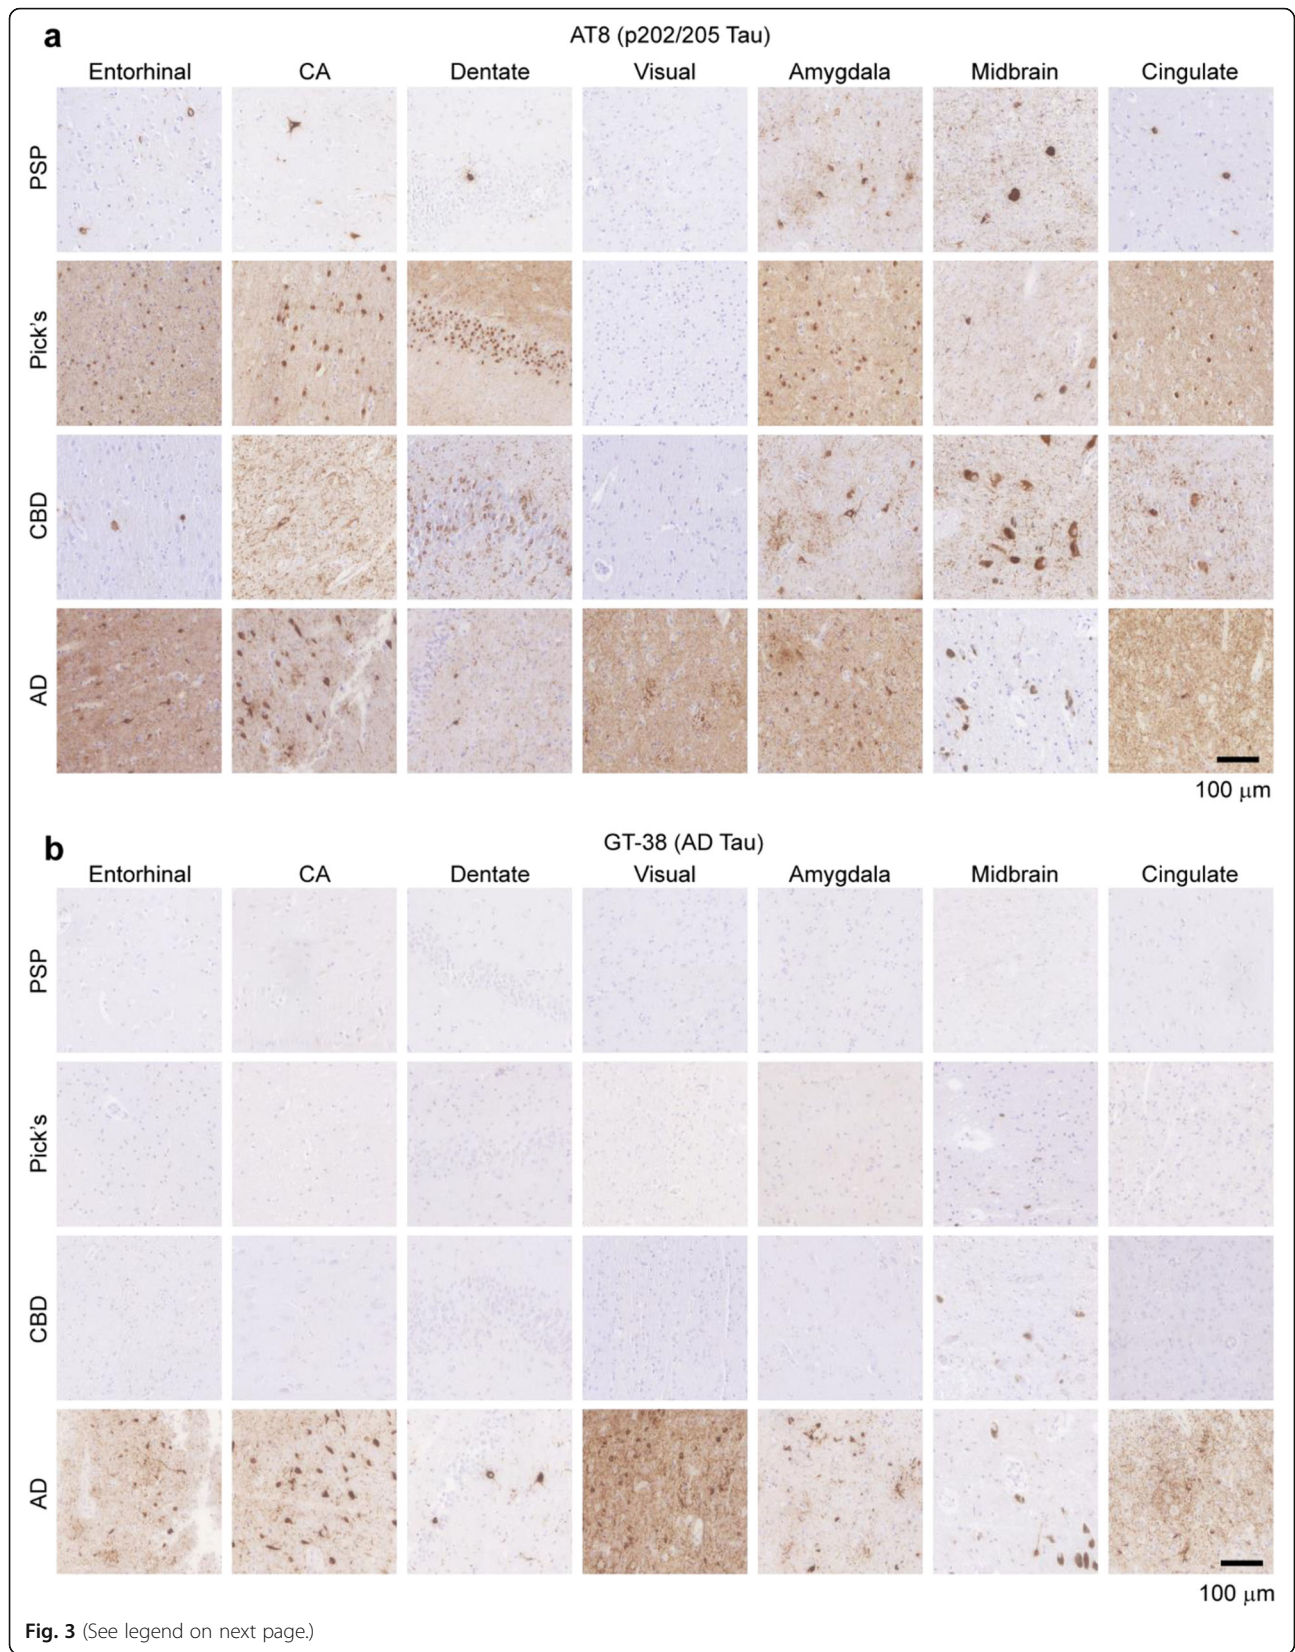 a
AT8 (p202/205 Tau)
Entorhinal CA Dentate Visual Amygdala Midbrain Cingulate
PSP
Pick's
CBD
AD
100 μm
b
GT-38 (AD Tau)
Entorhinal CA Dentate Visual Amygdala Midbrain Cingulate
PSP
Pick's
CBD
AD
100 μm
Fig. 3 (See legend on next page.)